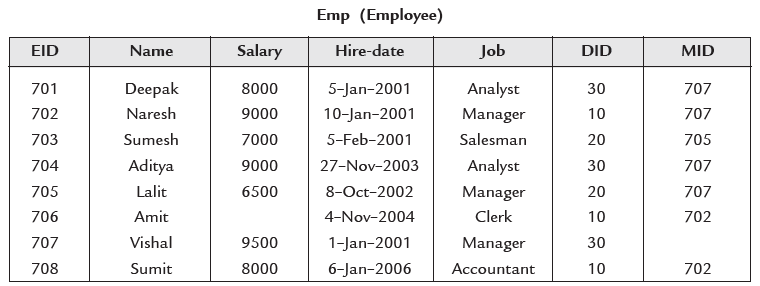 Emp (Employee)
EID Name Salary Hire-date Job DID MID
701 Deepak 8000 5–Jan–2001 Analyst 30 707
702 Naresh 9000 10–Jan–2001 Manager 10 707
703 Sumesh 7000 5–Feb–2001 Salesman 20 705
704 Aditya 9000 27–Nov–2003 Analyst 30 707
705 Lalit 6500 8–Oct–2002 Manager 20 707
706 Amit 4–Nov–2004 Clerk 10 702
707 Vishal 9500 1–Jan–2001 Manager 30
708 Sumit 8000 6–Jan–2006 Accountant 10 702